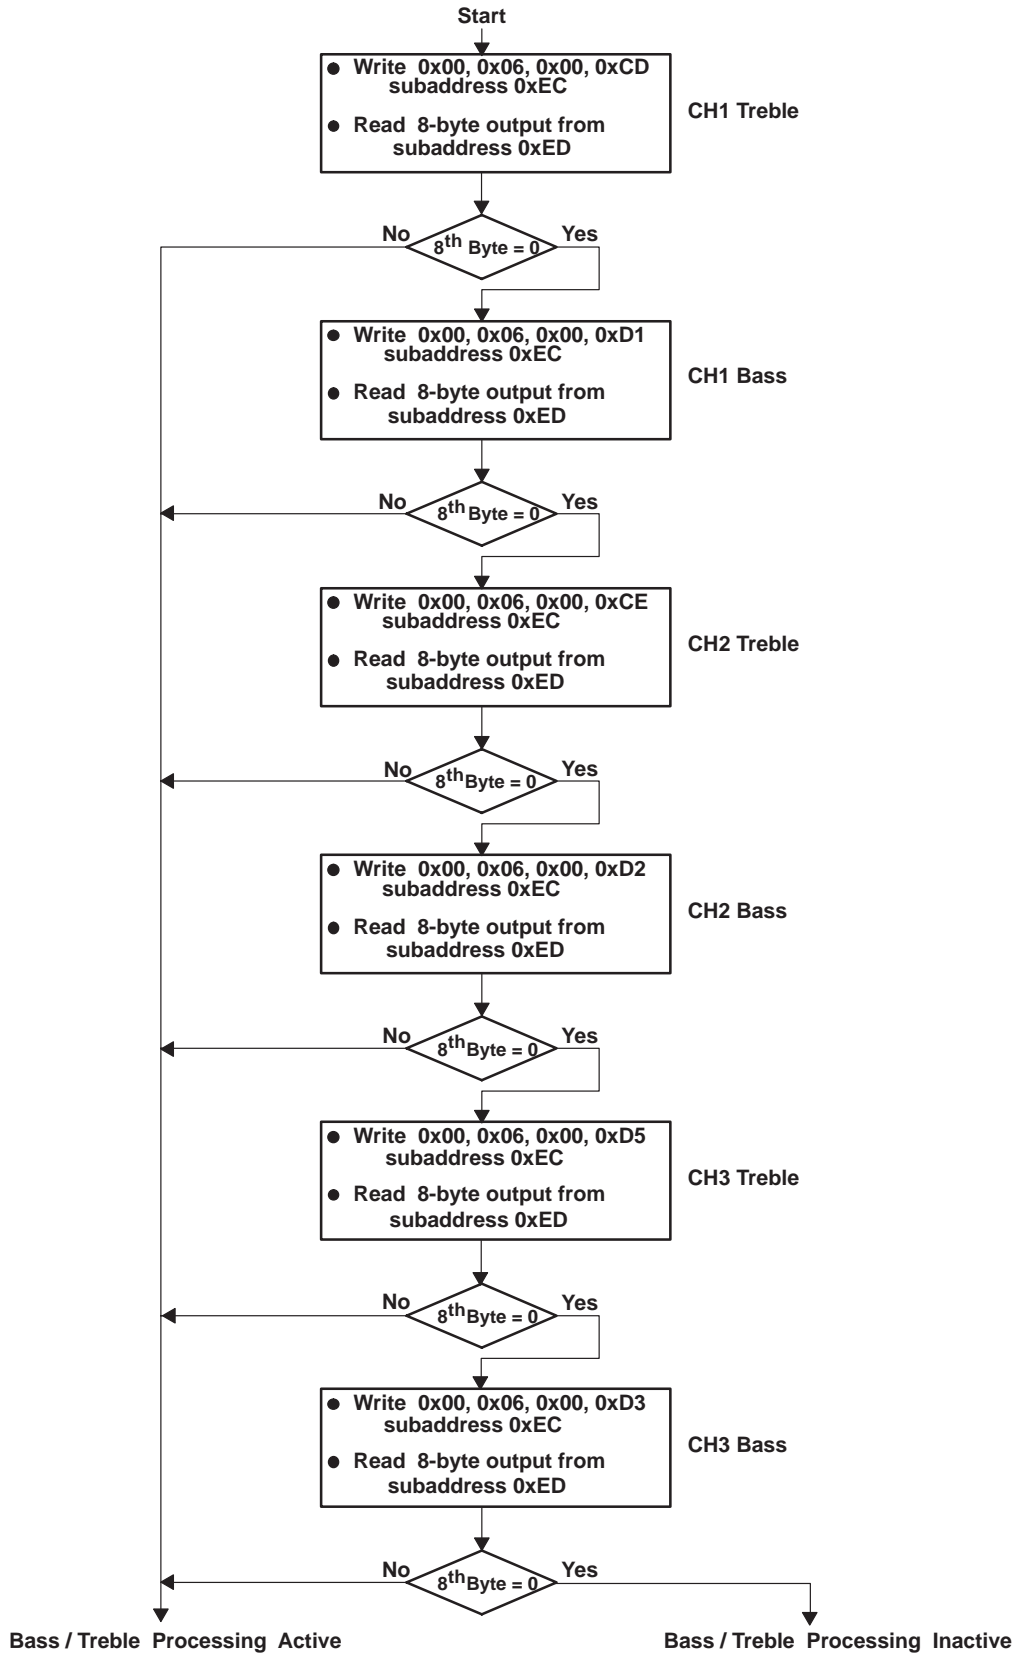 Start
● Write 0x00, 0x06, 0x00, 0xCD
subaddress 0xEC
● Read 8-byte output from
subaddress 0xED
CH1 Treble
No
8th Byte = 0
Yes
● Write 0x00, 0x06, 0x00, 0xD1
subaddress 0xEC
● Read 8-byte output from
subaddress 0xED
CH1 Bass
No
8th Byte = 0
Yes
● Write 0x00, 0x06, 0x00, 0xCE
subaddress 0xEC
● Read 8-byte output from
subaddress 0xED
CH2 Treble
No
8th Byte = 0
Yes
● Write 0x00, 0x06, 0x00, 0xD2
subaddress 0xEC
● Read 8-byte output from
subaddress 0xED
CH2 Bass
No
8th Byte = 0
Yes
● Write 0x00, 0x06, 0x00, 0xD5
subaddress 0xEC
● Read 8-byte output from
subaddress 0xED
CH3 Treble
No
8th Byte = 0
Yes
● Write 0x00, 0x06, 0x00, 0xD3
subaddress 0xEC
● Read 8-byte output from
subaddress 0xED
CH3 Bass
No
8th Byte = 0
Yes
Bass / Treble Processing Active
Bass / Treble Processing Inactive